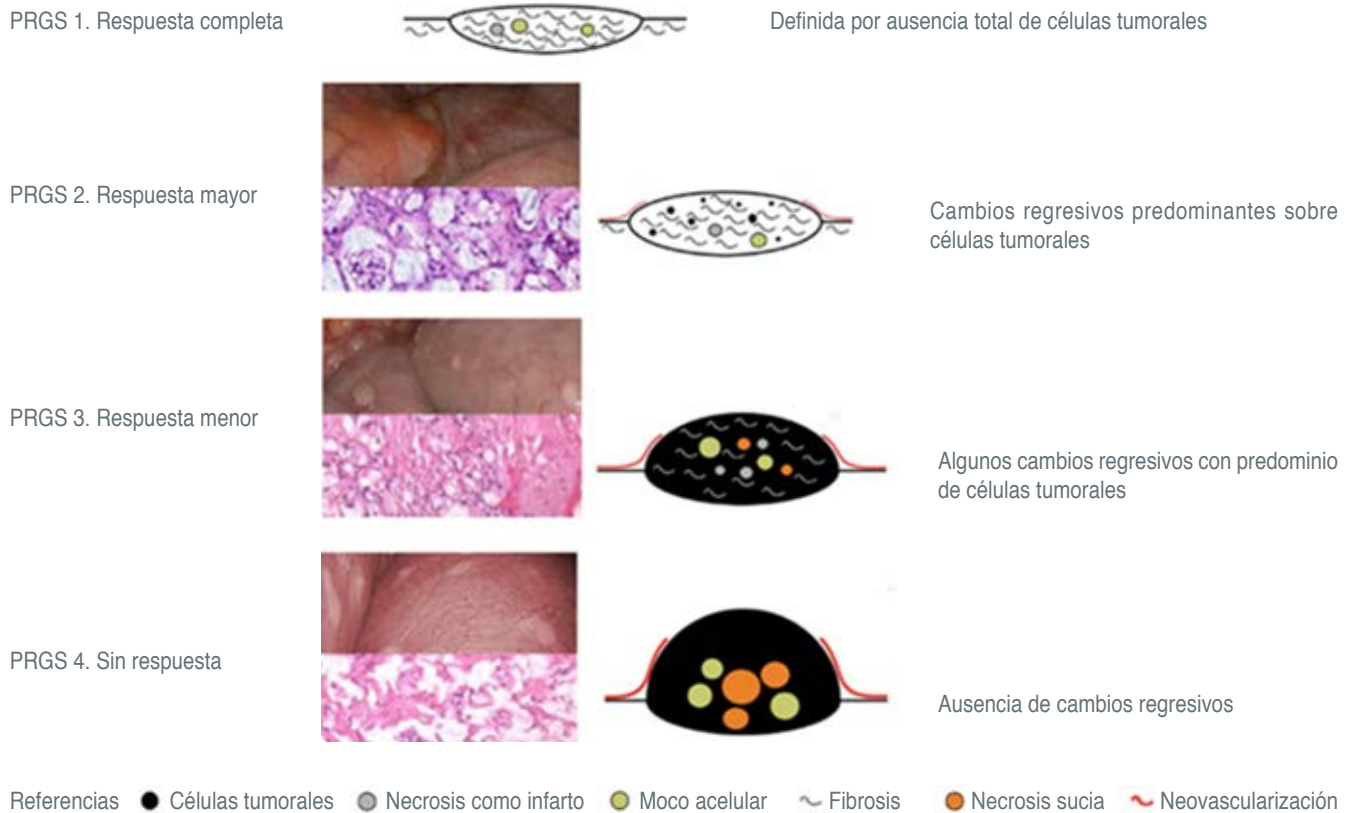 PRGS 1. Respuesta completa
Definida por ausencia total de células tumorales
PRGS 2. Respuesta mayor
Cambios regresivos predominantes sobre
células tumorales
PRGS 3. Respuesta menor
Algunos cambios regresivos con predominio
de células tumorales
PRGS 4. Sin respuesta
Ausencia de cambios regresivos
Referencias Células tumorales Necrosis como infarto Moco acelular Fibrosis Necrosis sucia Neovascularización